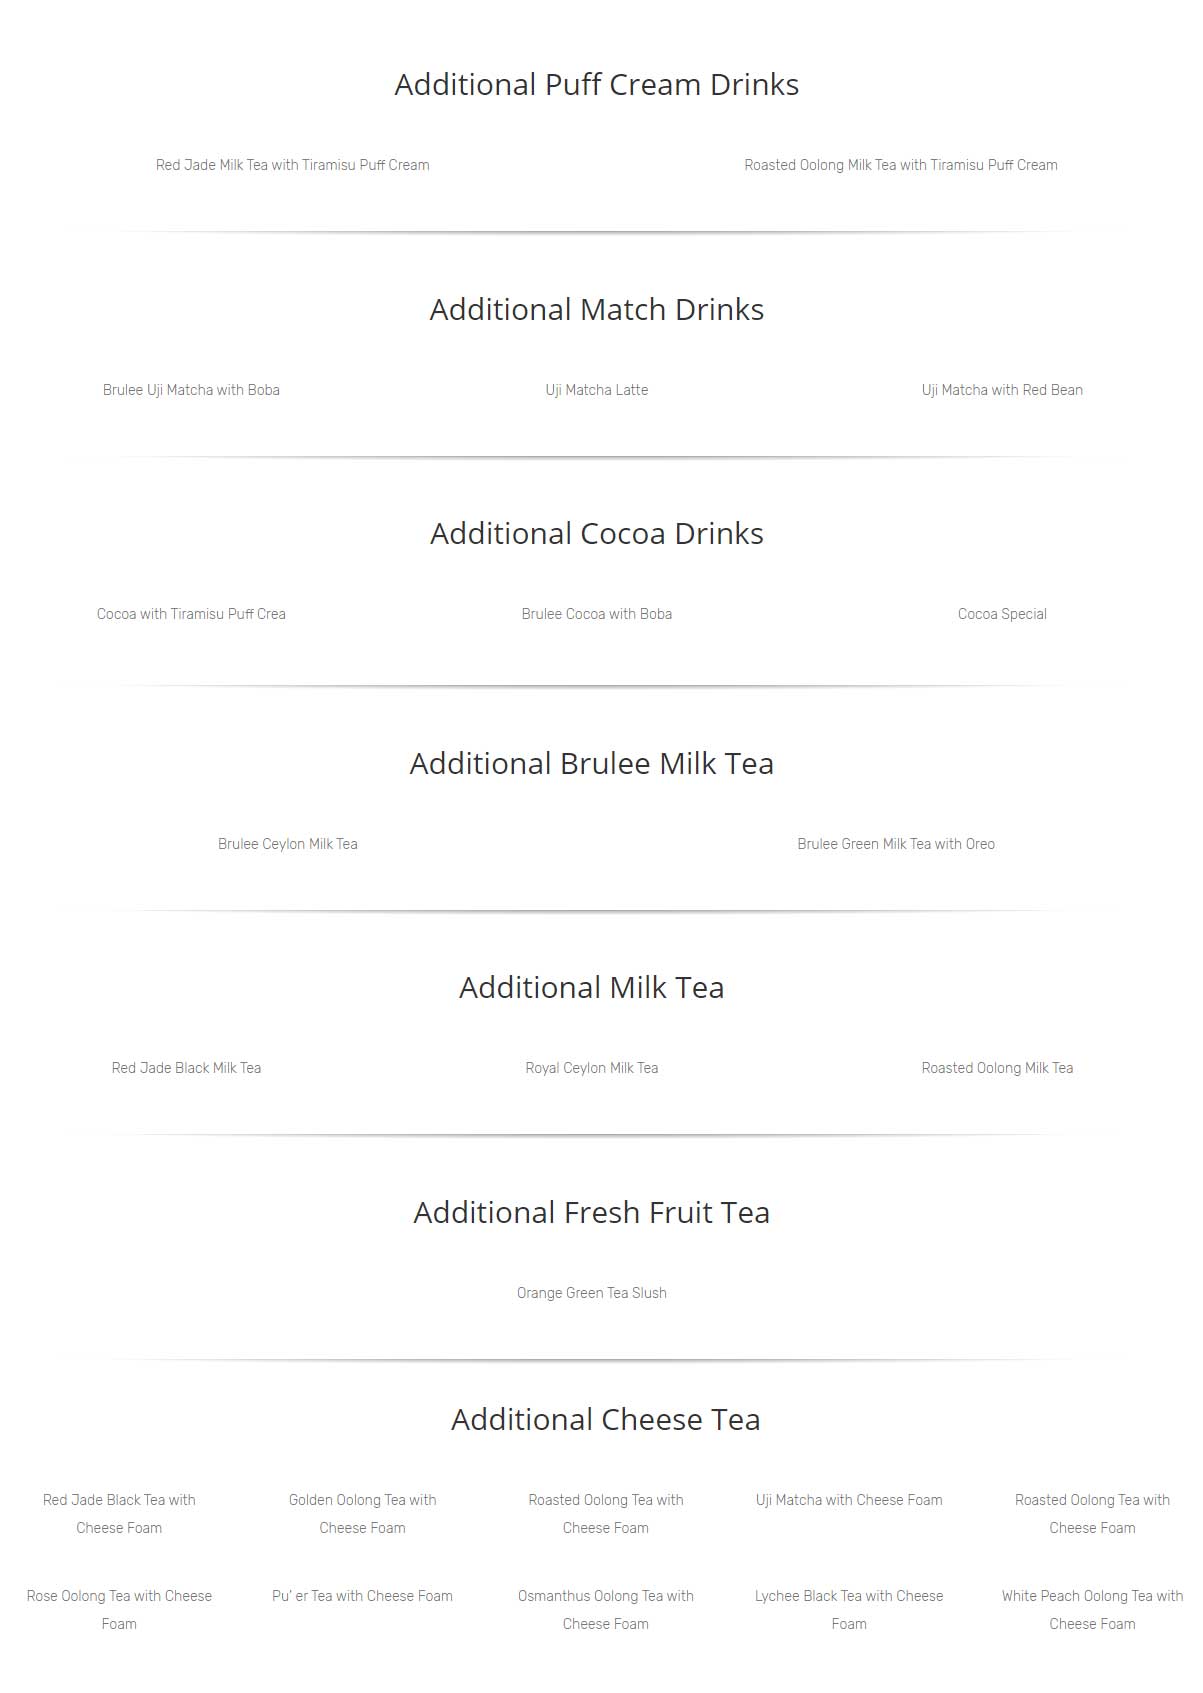 Additional Puff Cream Drinks
Red Jade Milk Tea with Tiramisu Puff Cream
Roasted Oolong Milk Tea with Tiramisu Puff Cream
Additional Match Drinks
Brulee Uji Matcha with Boba
Uji Matcha Latte
Uji Matcha with Red Bean
Additional Cocoa Drinks
Cocoa with Tiramisu Puff Crea
Brulee Cocoa with Boba
Cocoa Special
Additional Brulee Milk Tea
Brulee Ceylon Milk Tea
Brulee Green Milk Tea with Oreo
Additional Milk Tea
Red Jade Black Milk Tea
Royal Ceylon Milk Tea
Roasted Oolong Milk Tea
Additional Fresh Fruit Tea
Orange Green Tea Slush
Additional Cheese Tea
Red Jade Black Tea with
Cheese Foam
Golden Oolong Tea with
Cheese Foam
Roasted Oolong Tea with
Cheese Foam
Uji Matcha with Cheese Foam
Roasted Oolong Tea with
Cheese Foam
Rose Oolong Tea with Cheese
Foam
Pu' er Tea with Cheese Foam
Osmanthus Oolong Tea with
Cheese Foam
Lychee Black Tea with Cheese
Foam
White Peach Oolong Tea with
Cheese Foam